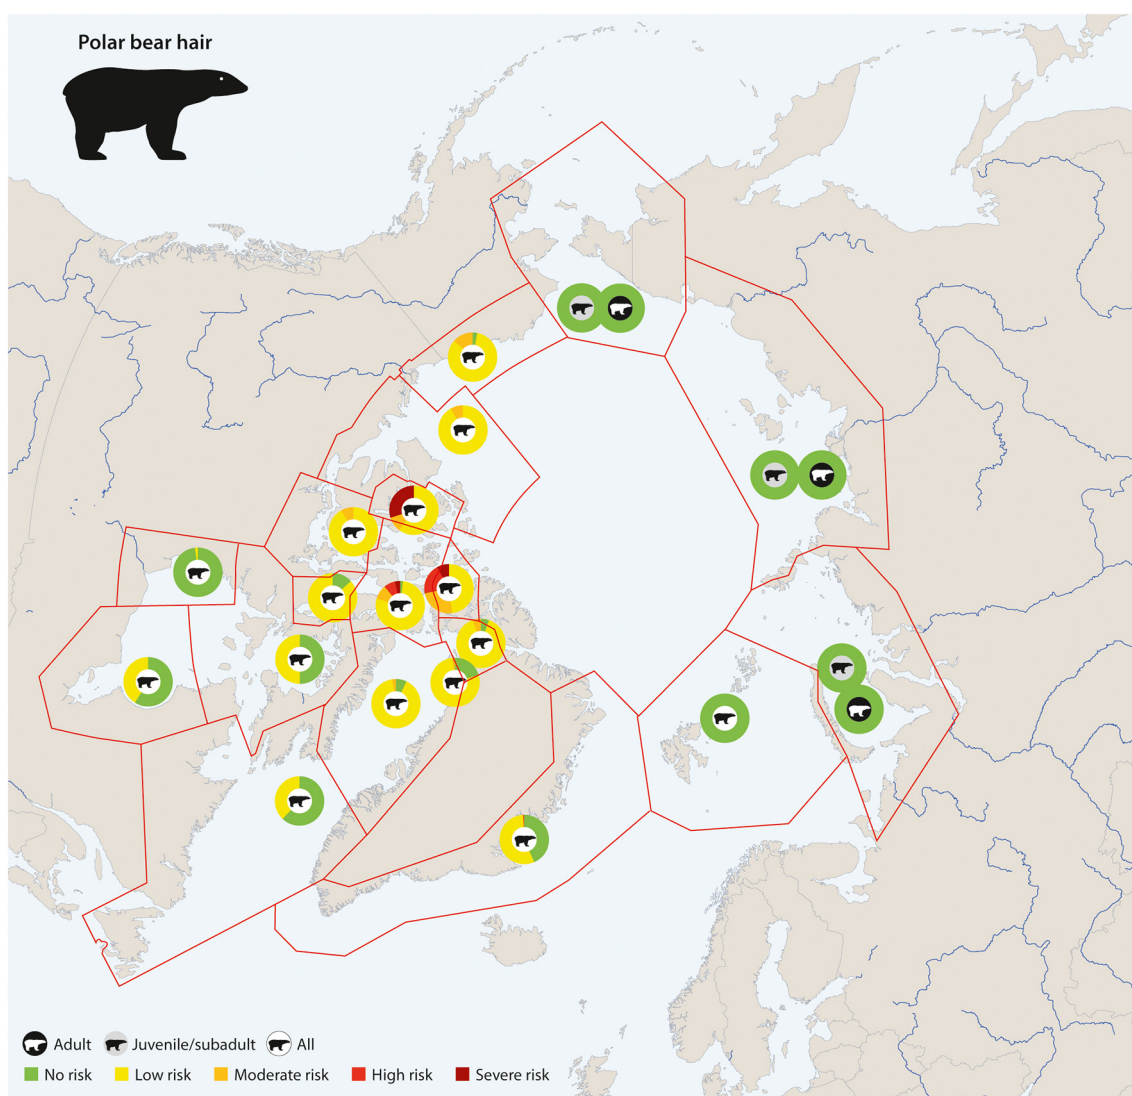 Polar bear hair
Adult Juvenile/subadult All
No risk Low risk Moderate risk High risk Severe risk